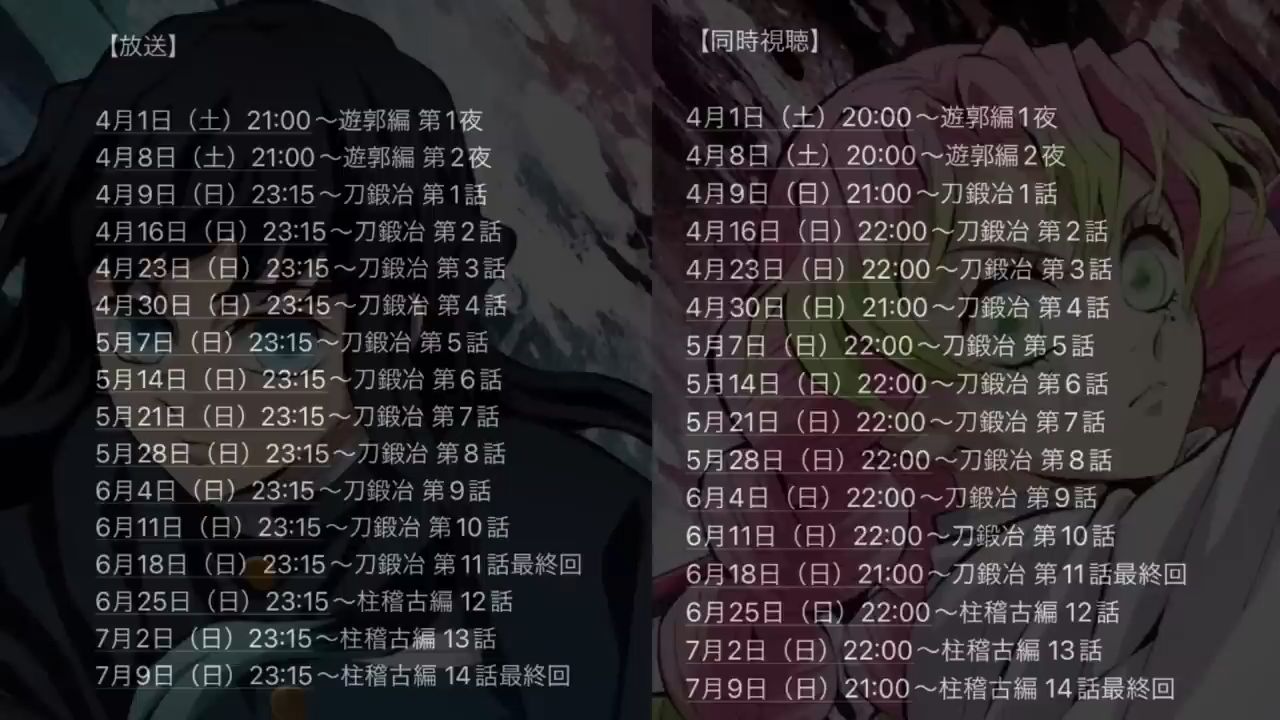 【放送】
4月1日（土）21:00～遊郭編 第1夜
4月8日（土）21:00～遊郭編 第2夜
4月9日（日）23:15～刀鍛冶 第1話
4月16日（日）23:15～刀鍛冶 第2話
4月23日（日）23:15～刀鍛冶 第3話
4月30日（日）23:15～刀鍛冶 第4話
5月7日（日）23:15～刀鍛冶 第5話
5月14日（日）23:15～刀鍛冶 第6話
5月21日（日）23:15～刀鍛冶 第7話
5月28日（日）23:15～刀鍛冶 第8話
6月4日（日）23:15～刀鍛冶 第9話
6月11日（日）23:15～刀鍛冶 第10話
6月18日（日）23:15～刀鍛冶 第11話最終回
6月25日（日）23:15～柱稽古編 12話
7月2日（日）23:15～柱稽古編 13話
7月9日（日）23:15～柱稽古編 14話最終回
【同時視聴】
4月1日（土）20:00～遊郭編1夜
4月8日（土）20:00～遊郭編2夜
4月9日（日）21:00～刀鍛冶1話
4月16日（日）22:00～刀鍛冶 第2話
4月23日（日）22:00～刀鍛冶 第3話
4月30日（日）21:00～刀鍛冶 第4話
5月7日（日）22:00～刀鍛冶 第5話
5月14日（日）22:00～刀鍛冶 第6話
5月21日（日）22:00～刀鍛冶 第7話
5月28日（日）22:00～刀鍛冶 第8話
6月4日（日）22:00～刀鍛冶 第9話
6月11日（日）22:00～刀鍛冶 第10話
6月18日（日）21:00～刀鍛冶 第11話最終回
6月25日（日）22:00～柱稽古編 12話
7月2日（日）22:00～柱稽古編 13話
7月9日（日）21:00～柱稽古編 14話最終回